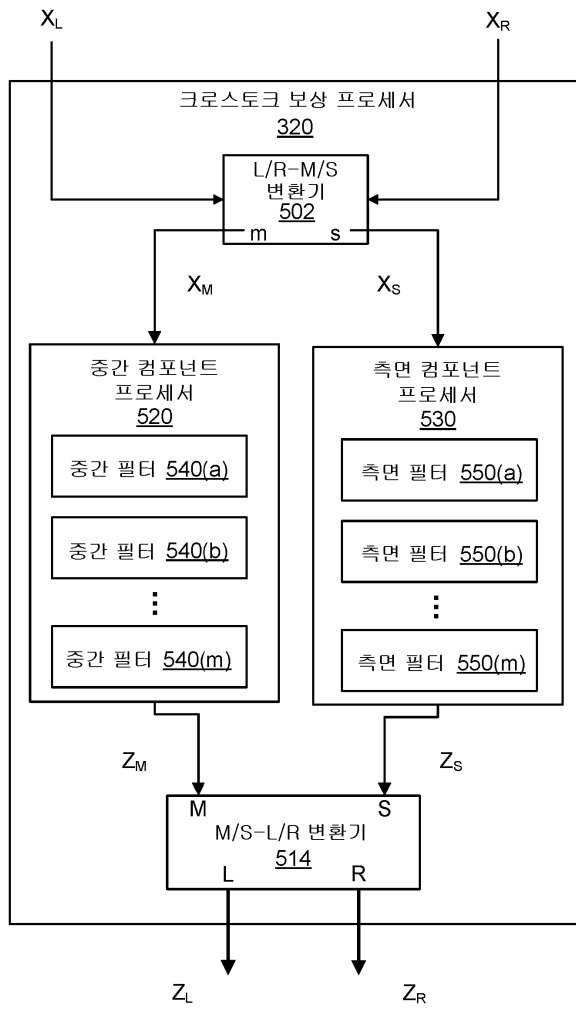 X_L
X_R
크로스토크 보상 프로세서
320
L/R-M/S
변환기
502
m
s
X_M
X_S
중간 컴포넌트
프로세서
520
중간 필터 540(a)
중간 필터 540(b)
⋮
중간 필터 540(m)
측면 컴포넌트
프로세서
530
측면 필터 550(a)
측면 필터 550(b)
⋮
측면 필터 550(m)
Z_M
Z_S
M
S
M/S-L/R 변환기
514
L
R
Z_L
Z_R